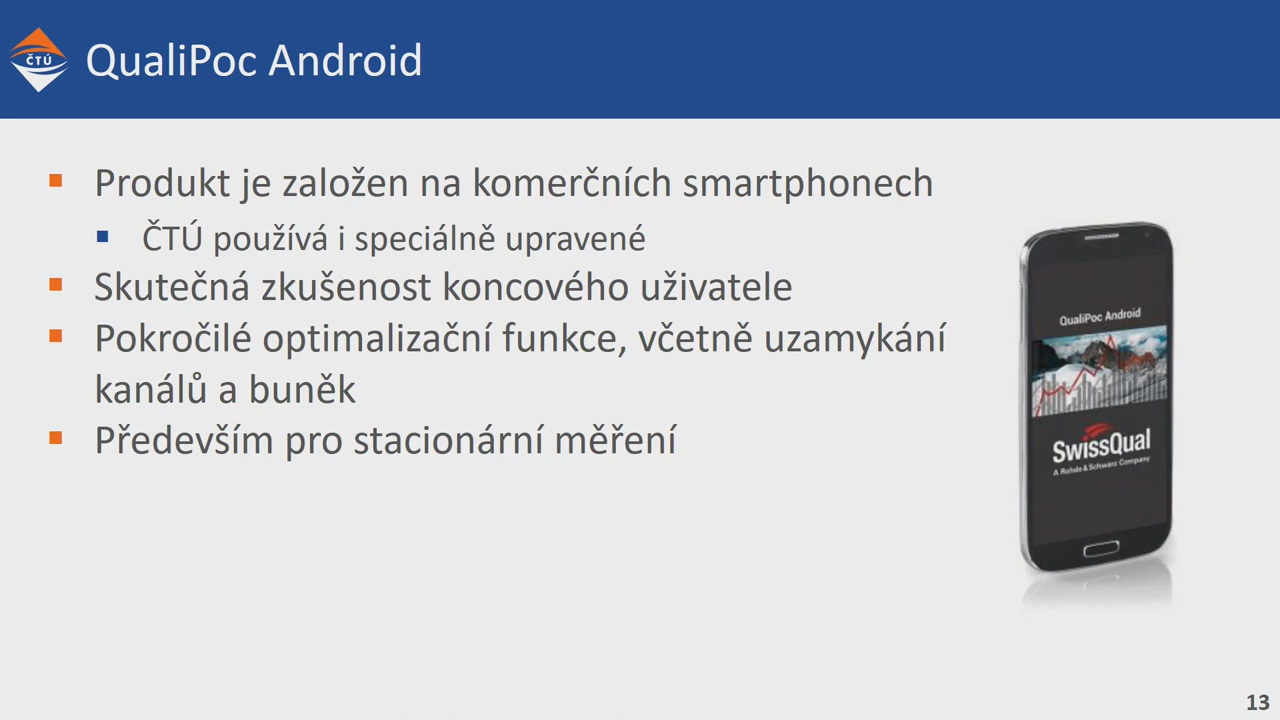 ČTÚ
QualiPoc Android
Produkt je založen na komerčních smartphonech
ČTÚ používá i speciálně upravené
Skutečná zkušenost koncového uživatele
Pokročilé optimalizační funkce, včetně uzamykání
kanálů a buněk
Především pro stacionární měření
QualiPoc Android
SwissQual
A Rohde & Schwarz Company
13